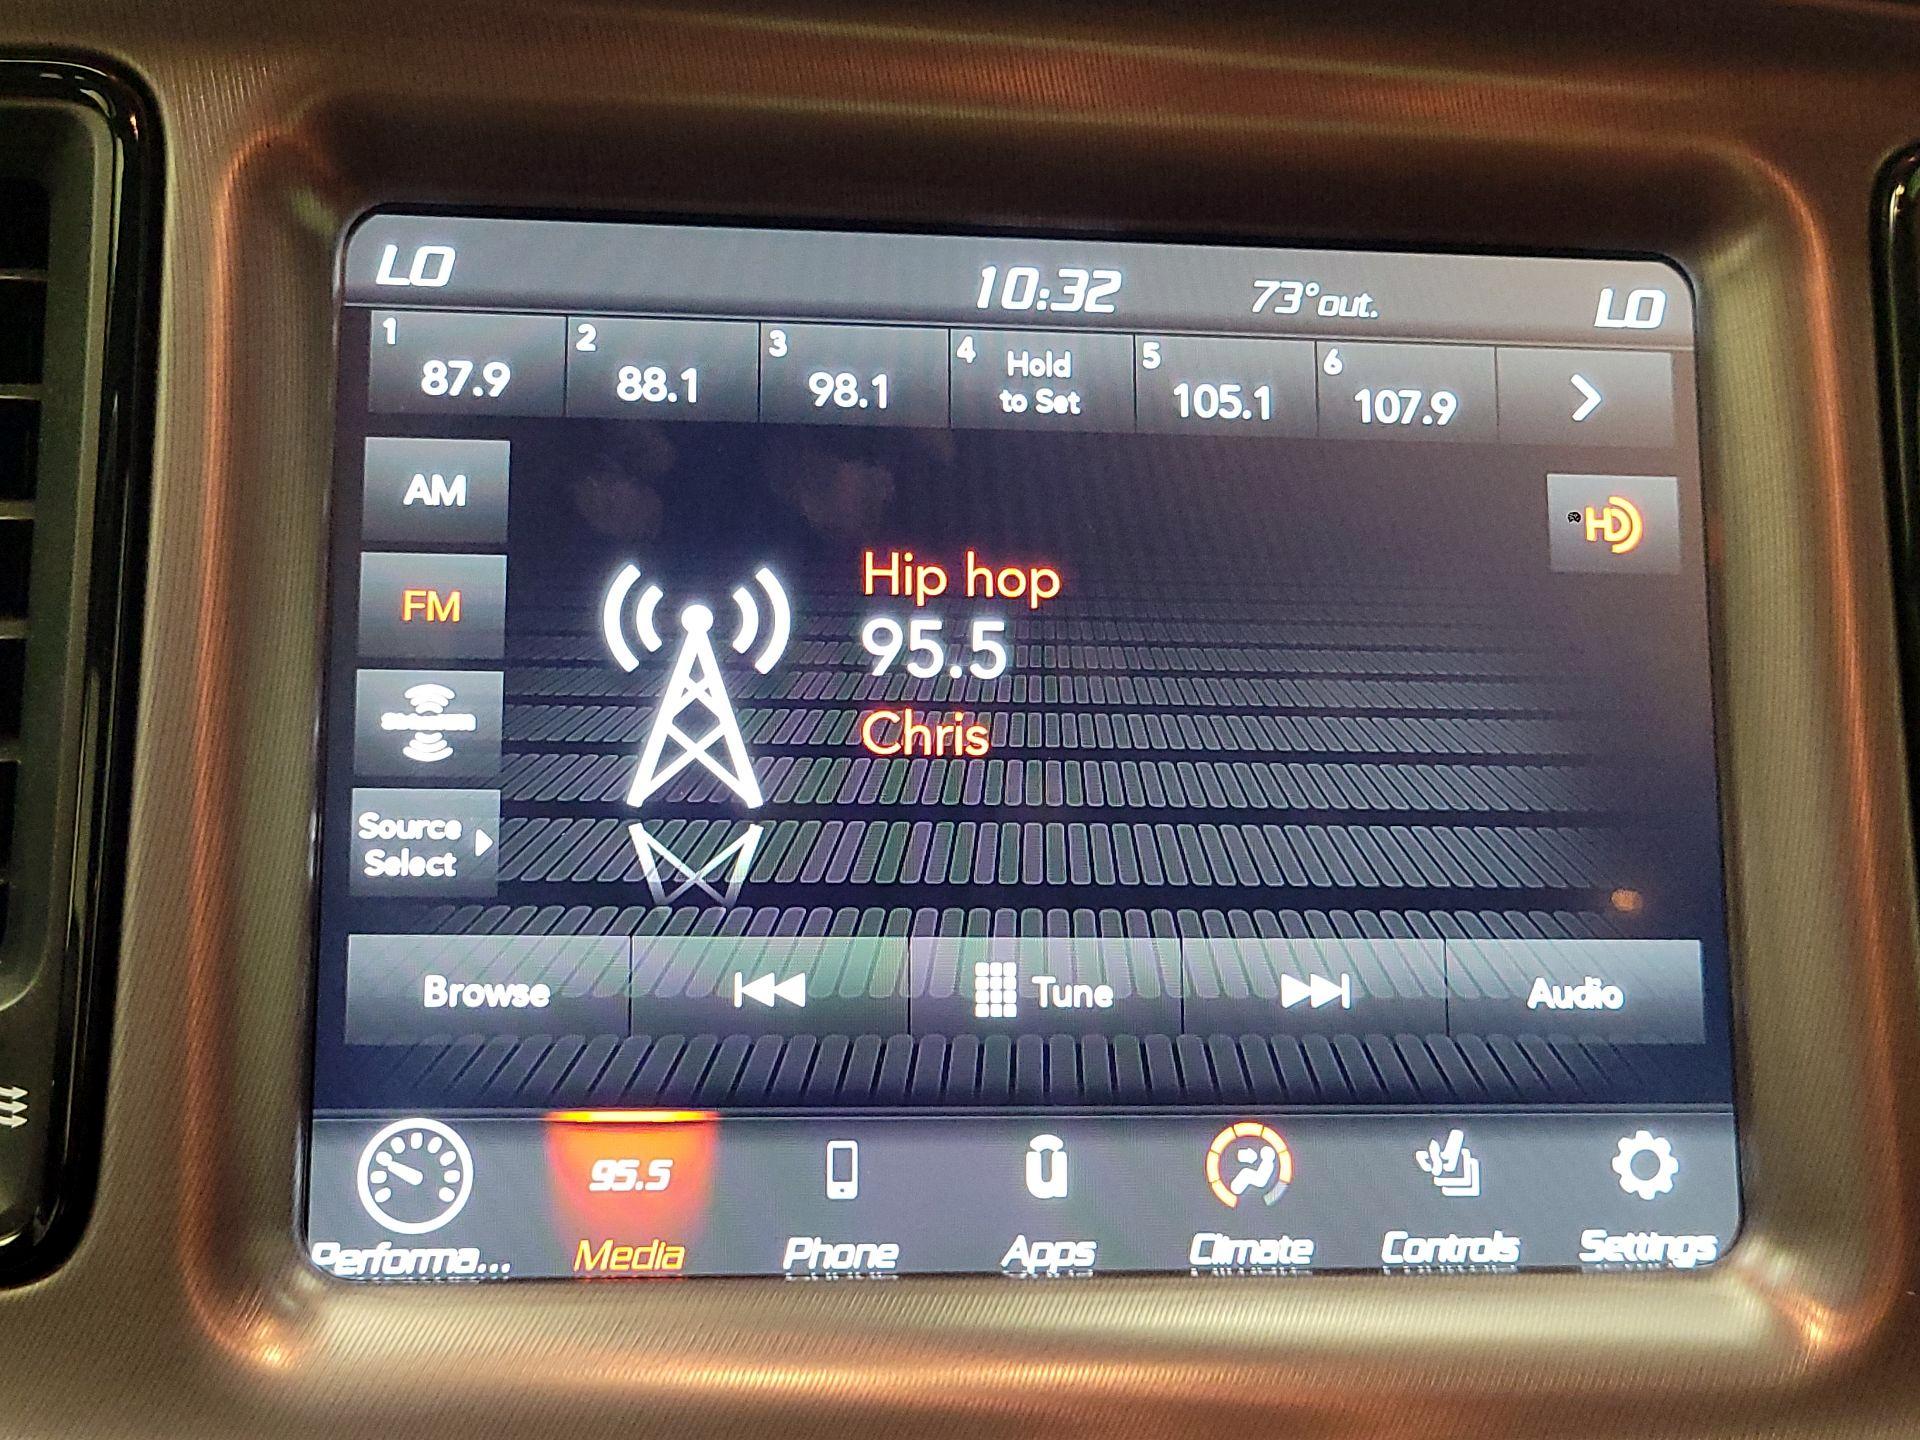 LO 10:32 73°out. LO
1 87.9 2 88.1 3 98.1 4 Hold to Set 5 105.1 6 107.9
AM
HD
FM
Hip hop
95.5
Chris
Source
Select
Browse Tune Audio
95.5
Performa... Media Phone Apps Climate Controls Settings